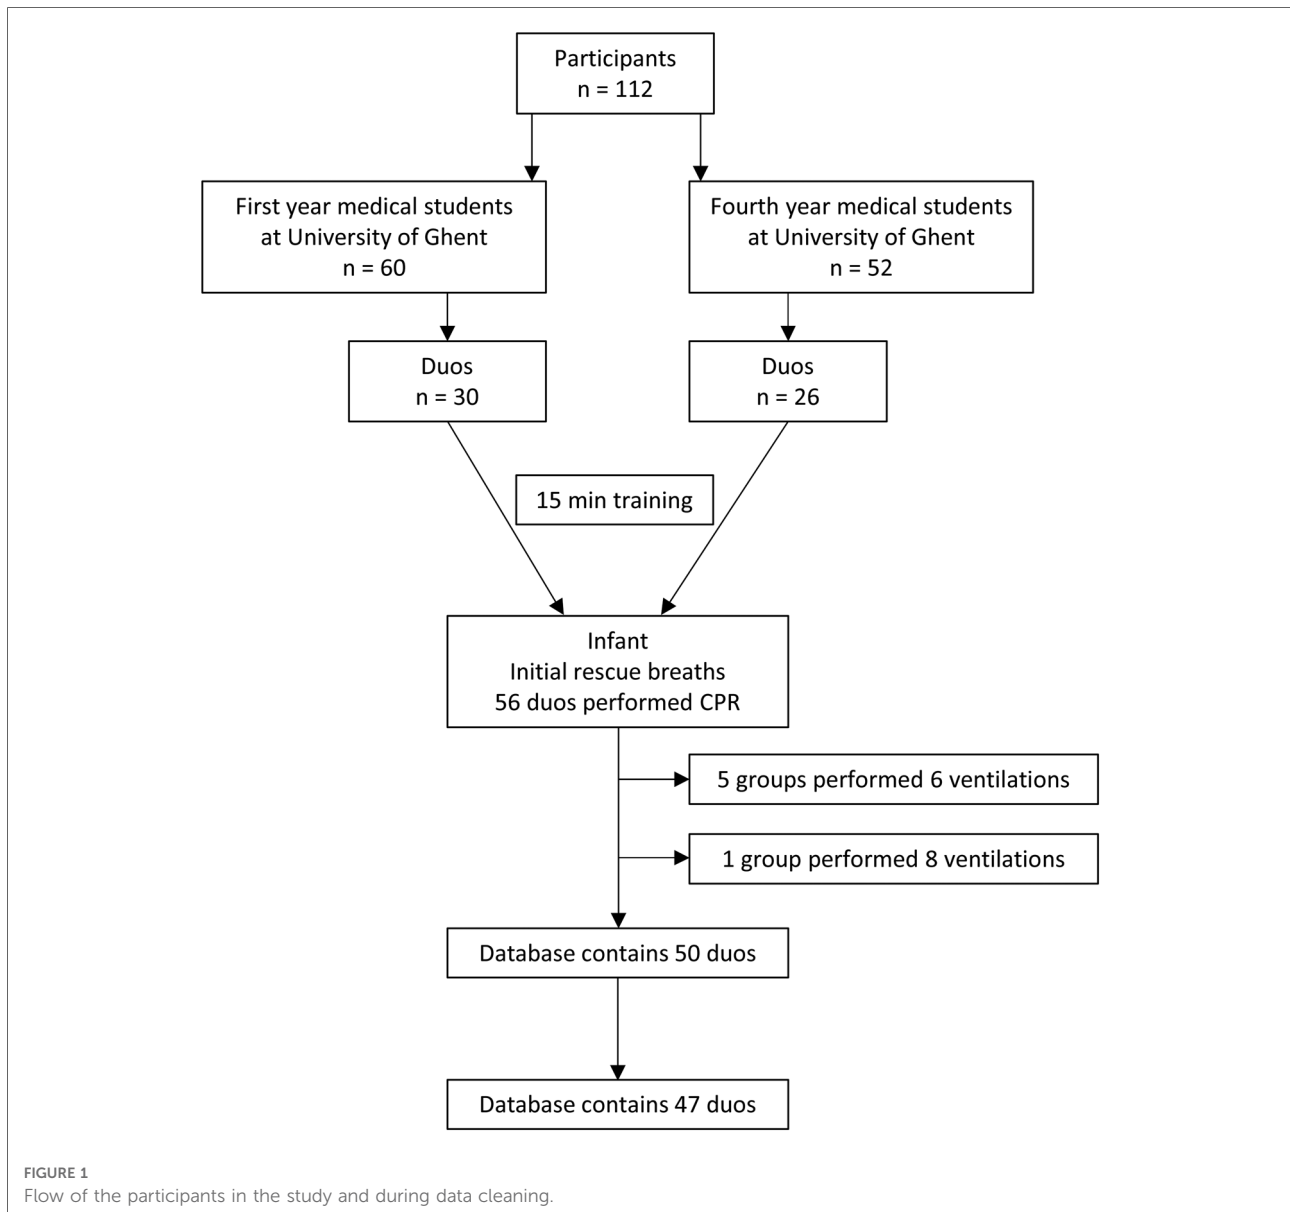 Participants
n = 112
First year medical students
at University of Ghent
n = 60
Fourth year medical students
at University of Ghent
n = 52
Duos
n = 30
Duos
n = 26
15 min training
Infant
Initial rescue breaths
56 duos performed CPR
5 groups performed 6 ventilations
1 group performed 8 ventilations
Database contains 50 duos
Database contains 47 duos
FIGURE 1
Flow of the participants in the study and during data cleaning.